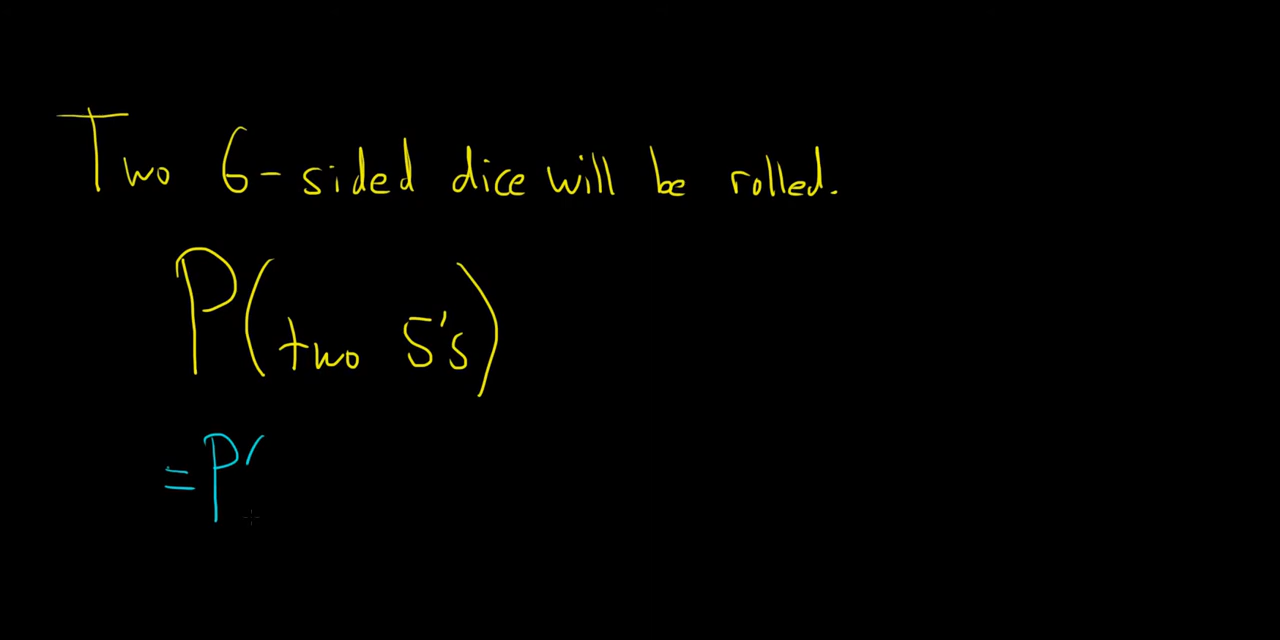 Two 6-sided dice will be rolled.
P(two 5's)
= P(